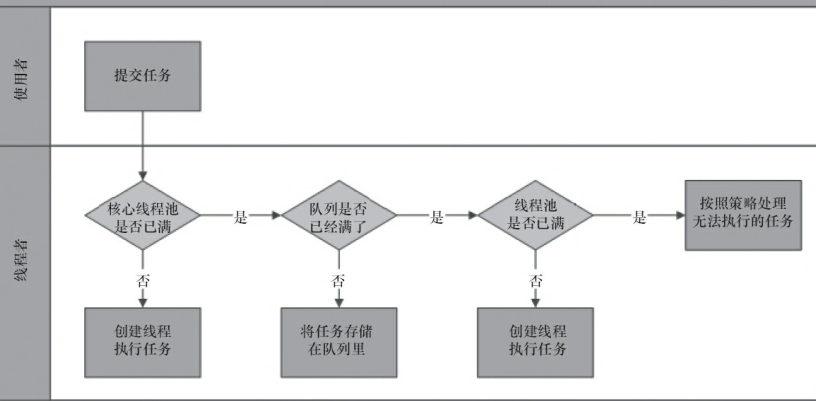 使用者
提交任务
线程者
核心线程池
是否已满
是
队列是否
已经满了
是
线程池
是否已满
是
按照策略处理
无法执行的任务
否
否
否
创建线程
执行任务
将任务存储
在队列里
创建线程
执行任务